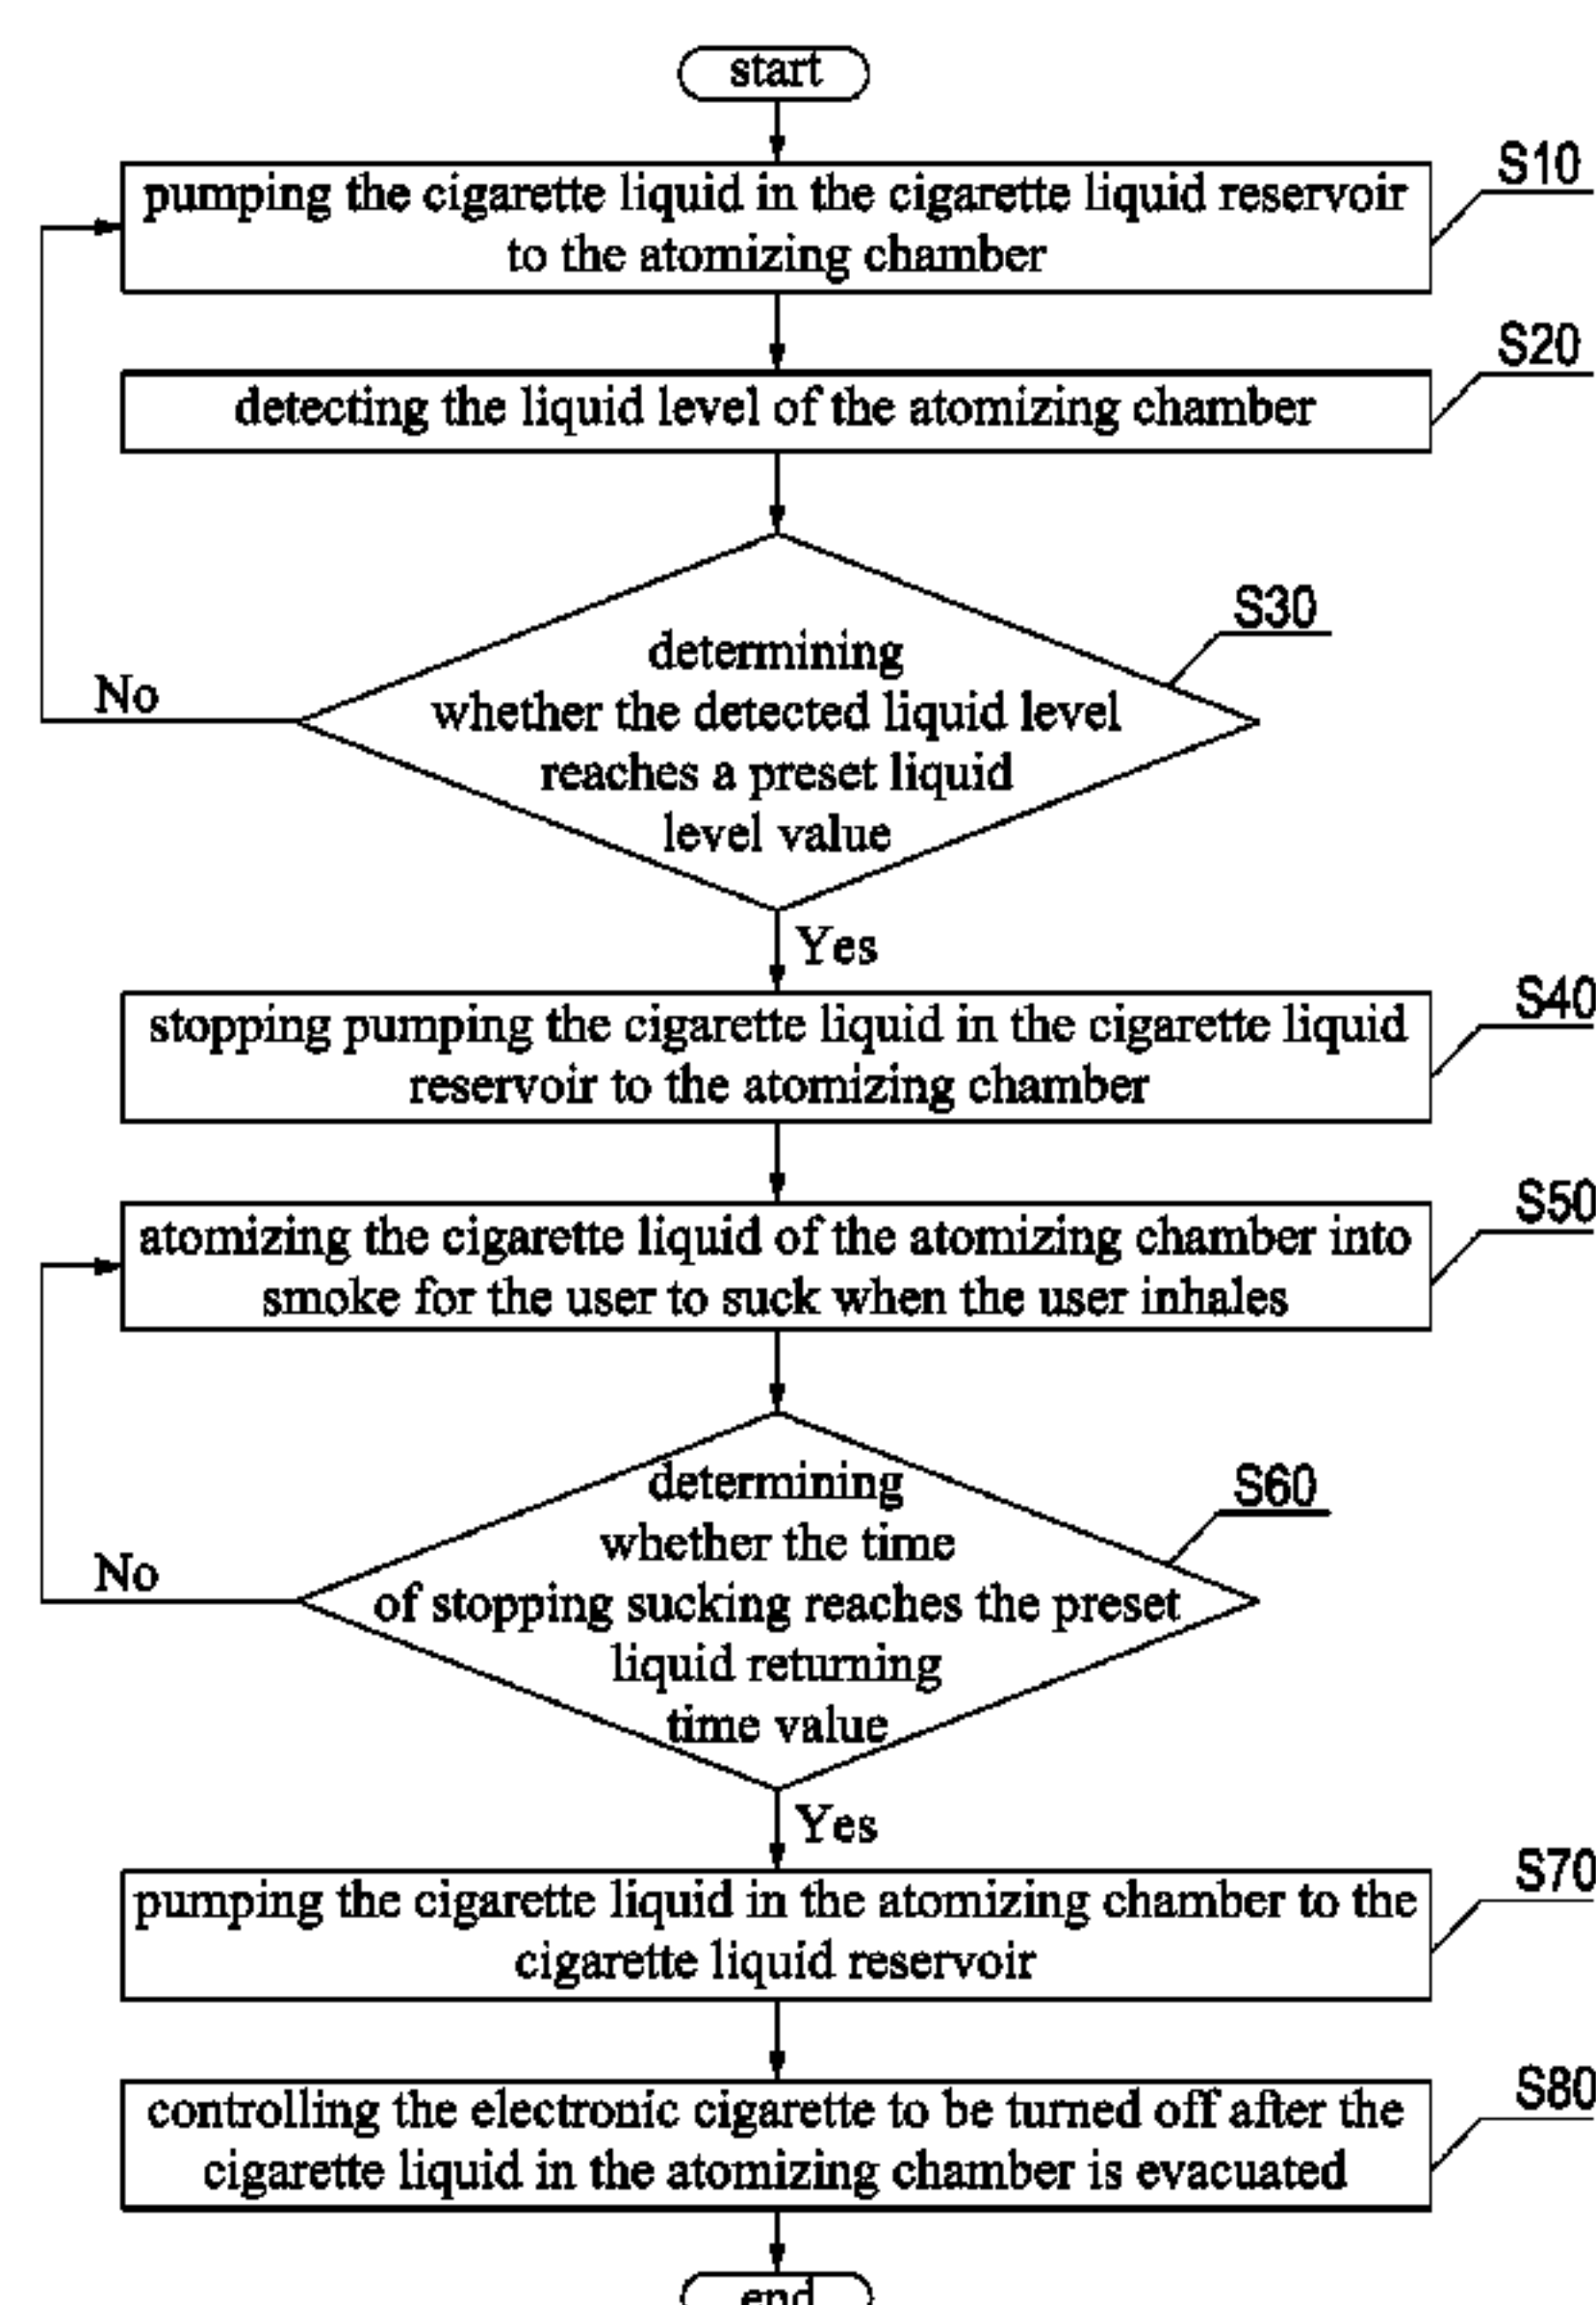 start
S10
pumping the cigarette liquid in the cigarette liquid reservoir
to the atomizing chamber
S20
detecting the liquid level of the atomizing chamber
S30
determining
whether the detected liquid level
reaches a preset liquid
level value
No
Yes
S40
stopping pumping the cigarette liquid in the cigarette liquid
reservoir to the atomizing chamber
S50
atomizing the cigarette liquid of the atomizing chamber into
smoke for the user to suck when the user inhales
S60
determining
whether the time
of stopping sucking reaches the preset
liquid returning
time value
No
Yes
S70
pumping the cigarette liquid in the atomizing chamber to the
cigarette liquid reservoir
S80
controlling the electronic cigarette to be turned off after the
cigarette liquid in the atomizing chamber is evacuated
end